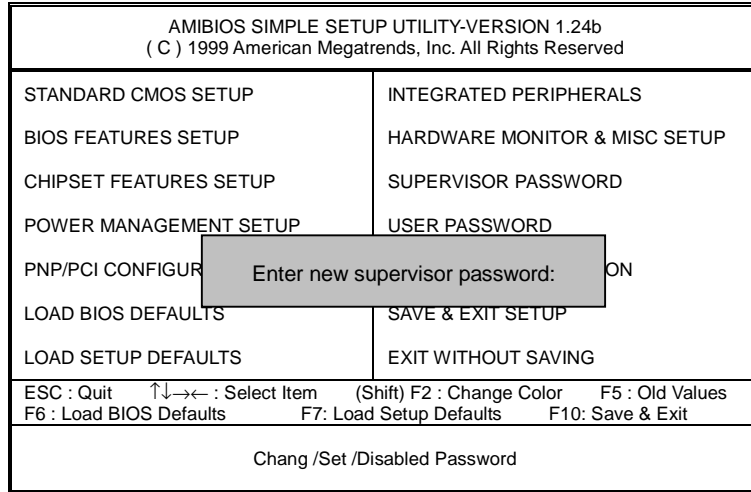 AMIBIOS SIMPLE SETUP UTILITY-VERSION 1.24b
( C ) 1999 American Megatrends, Inc. All Rights Reserved
STANDARD CMOS SETUP
BIOS FEATURES SETUP
CHIPSET FEATURES SETUP
POWER MANAGEMENT SETUP
PNP/PCI CONFIGUR
LOAD BIOS DEFAULTS
LOAD SETUP DEFAULTS
INTEGRATED PERIPHERALS
HARDWARE MONITOR & MISC SETUP
SUPERVISOR PASSWORD
USER PASSWORD
ON
SAVE & EXIT SETUP
EXIT WITHOUT SAVING
Enter new supervisor password:
ESC : Quit ↑↓→← : Select Item (Shift) F2 : Change Color F5 : Old Values
F6 : Load BIOS Defaults F7: Load Setup Defaults F10: Save & Exit
Chang /Set /Disabled Password